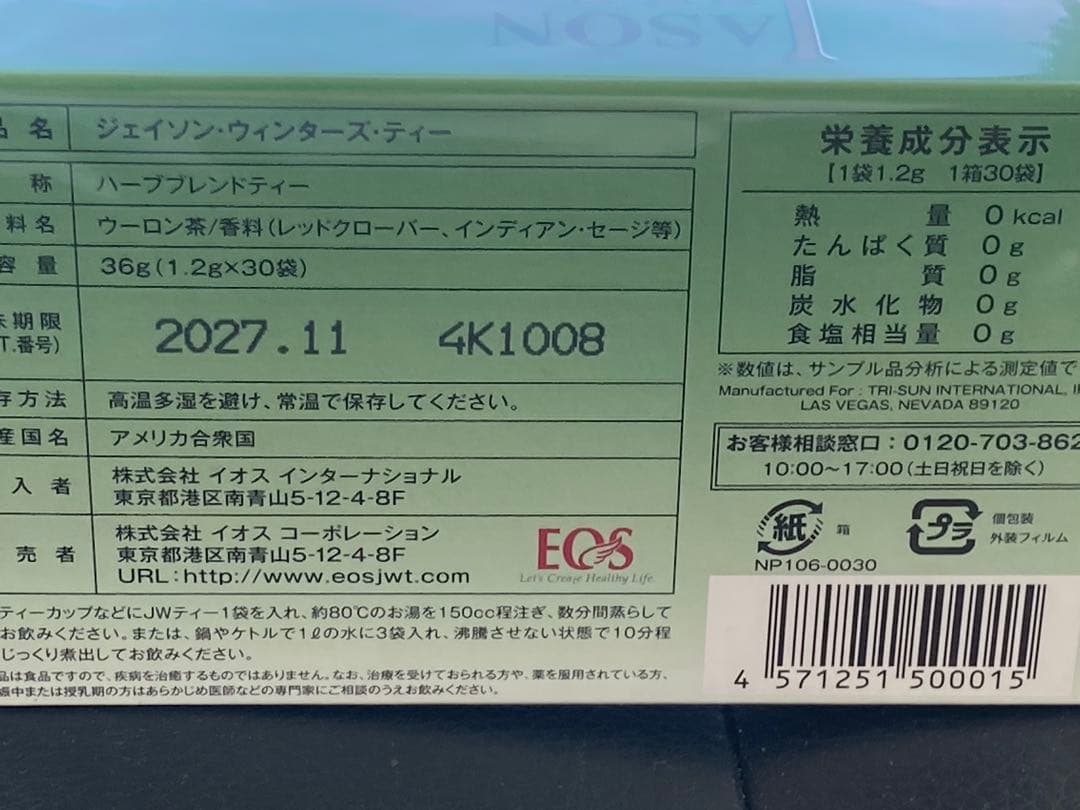 JASON
品名 ジェイソン・ウィンターズ・ティー
称 ハーブブレンドティー
料名 ウーロン茶/香料(レッドクローバー、インディアン・セージ等)
容量 36g(1.2g×30袋)
味期限
T.番号) 2027.11 4K1008
存方法 高温多湿を避け、常温で保存してください。
産国名 アメリカ合衆国
入者 株式会社 イオス インターナショナル
東京都港区南青山5-12-4-8F
売者 株式会社 イオス コーポレーション
東京都港区南青山5-12-4-8F
URL:http://www.eosjwt.com
EOS
Let's Create Healthy Life.
ティーカップなどにJWティー1袋を入れ、約80℃のお湯を150cc程注ぎ、数分間蒸らして
お飲みください。または、鍋やケトルで1ℓの水に3袋入れ、沸騰させない状態で10分程
じっくり煮出してお飲みください。
品は食品ですので、疾病を治癒するものではありません。なお、治療を受けておられる方や、薬を服用されている方、
娠中または授乳期の方はあらかじめ医師などの専門家にご相談のうえお飲みください。
栄養成分表示
【1袋1.2g 1箱30袋】
熱量 0 kcal
たんぱく質 0 g
脂質 0 g
炭水化物 0 g
食塩相当量 0 g
※数値は、サンプル品分析による測定値で
Manufactured For : TRI-SUN INTERNATIONAL,
LAS VEGAS, NEVADA 89120
お客様相談窓口:0120-703-862
10:00~17:00(土日祝日を除く)
紙 箱
プラ 個包装
外装フィルム
NP106-0030
4 571251 500015